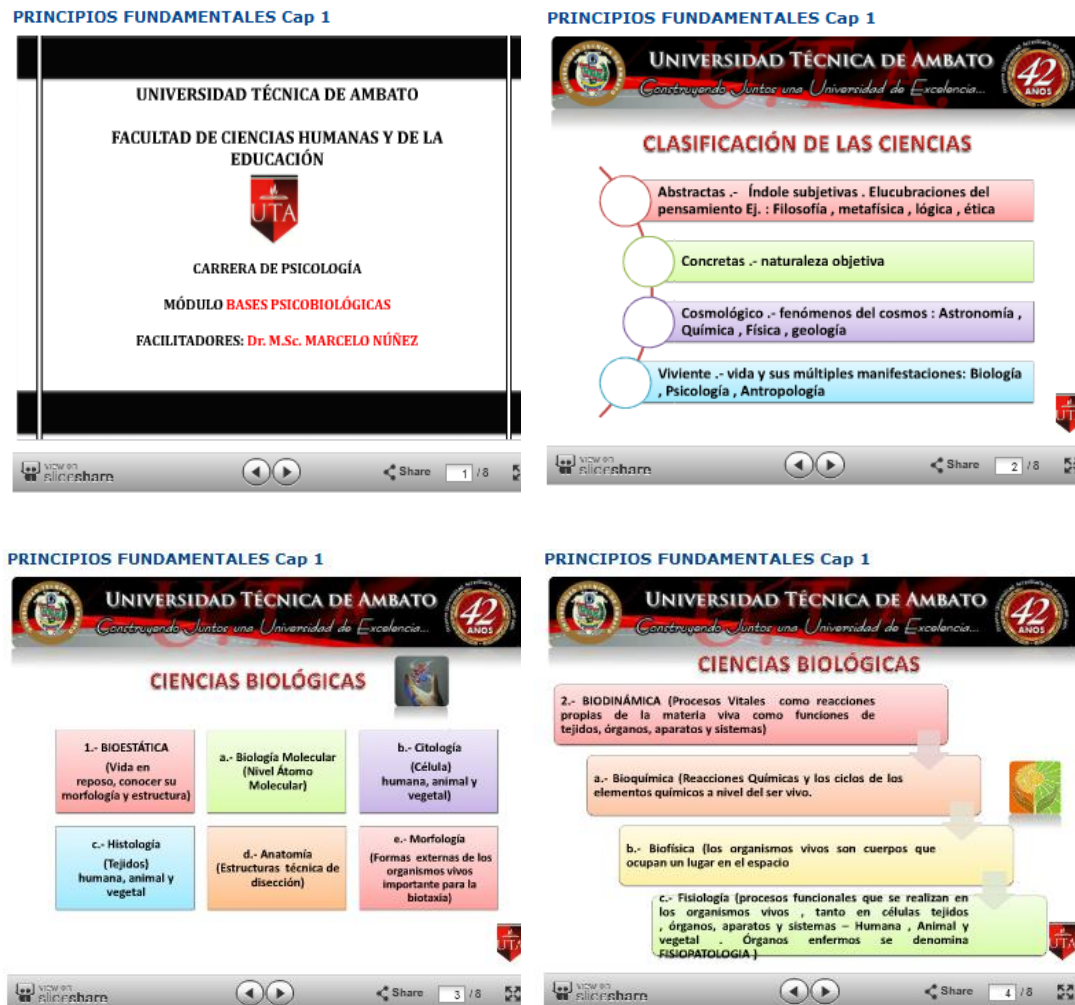 PRINCIPIOS FUNDAMENTALES Cap 1
UNIVERSIDAD TÉCNICA DE AMBATO
FACULTAD DE CIENCIAS HUMANAS Y DE LA
EDUCACIÓN
UTA
CARRERA DE PSICOLOGÍA
MÓDULO BASES PSICOBIOLÓGICAS
FACILITADORES: Dr. M.Sc. MARCELO NÚÑEZ
view on
slideshare
Share
1 / 8
PRINCIPIOS FUNDAMENTALES Cap 1
UNIVERSIDAD TÉCNICA DE AMBATO
Construyendo Juntos una Universidad de Excelencia...
42
AÑOS
CLASIFICACIÓN DE LAS CIENCIAS
Abstractas .- Índole subjetivas . Elucubraciones del
pensamiento Ej. : Filosofía , metafísica , lógica , ética
Concretas .- naturaleza objetiva
Cosmológico .- fenómenos del cosmos : Astronomía ,
Química , Física , geología
Viviente .- vida y sus múltiples manifestaciones: Biología
, Psicología , Antropología
view on
slideshare
Share
2 / 8
PRINCIPIOS FUNDAMENTALES Cap 1
UNIVERSIDAD TÉCNICA DE AMBATO
Construyendo Juntos una Universidad de Excelencia...
42
AÑOS
CIENCIAS BIOLÓGICAS
1.- BIOESTÁTICA
(Vida en
reposo, conocer su
morfología y estructura)
a.- Biología Molecular
(Nivel Átomo
Molecular)
b.- Citología
(Célula)
humana, animal y
vegetal)
c.- Histología
(Tejidos)
humana, animal y
vegetal
d.- Anatomía
(Estructuras técnica de
disección)
e.- Morfología
(Formas externas de los
organismos vivos
importante para la
biotaxia)
view on
slideshare
Share
3 / 8
PRINCIPIOS FUNDAMENTALES Cap 1
UNIVERSIDAD TÉCNICA DE AMBATO
Construyendo Juntos una Universidad de Excelencia...
42
AÑOS
CIENCIAS BIOLÓGICAS
2.- BIODINÁMICA (Procesos Vitales como reacciones
propias de la materia viva como funciones de
tejidos, órganos, aparatos y sistemas)
a.- Bioquímica (Reacciones Químicas y los ciclos de los
elementos químicos a nivel del ser vivo.
b.- Biofísica (los organismos vivos son cuerpos que
ocupan un lugar en el espacio
c.- Fisiología (procesos funcionales que se realizan en
los organismos vivos , tanto en células tejidos
, órganos, aparatos y sistemas – Humana , Animal y
vegetal . Órganos enfermos se denomina
FISIOPATOLOGIA )
view on
slideshare
Share
4 / 8